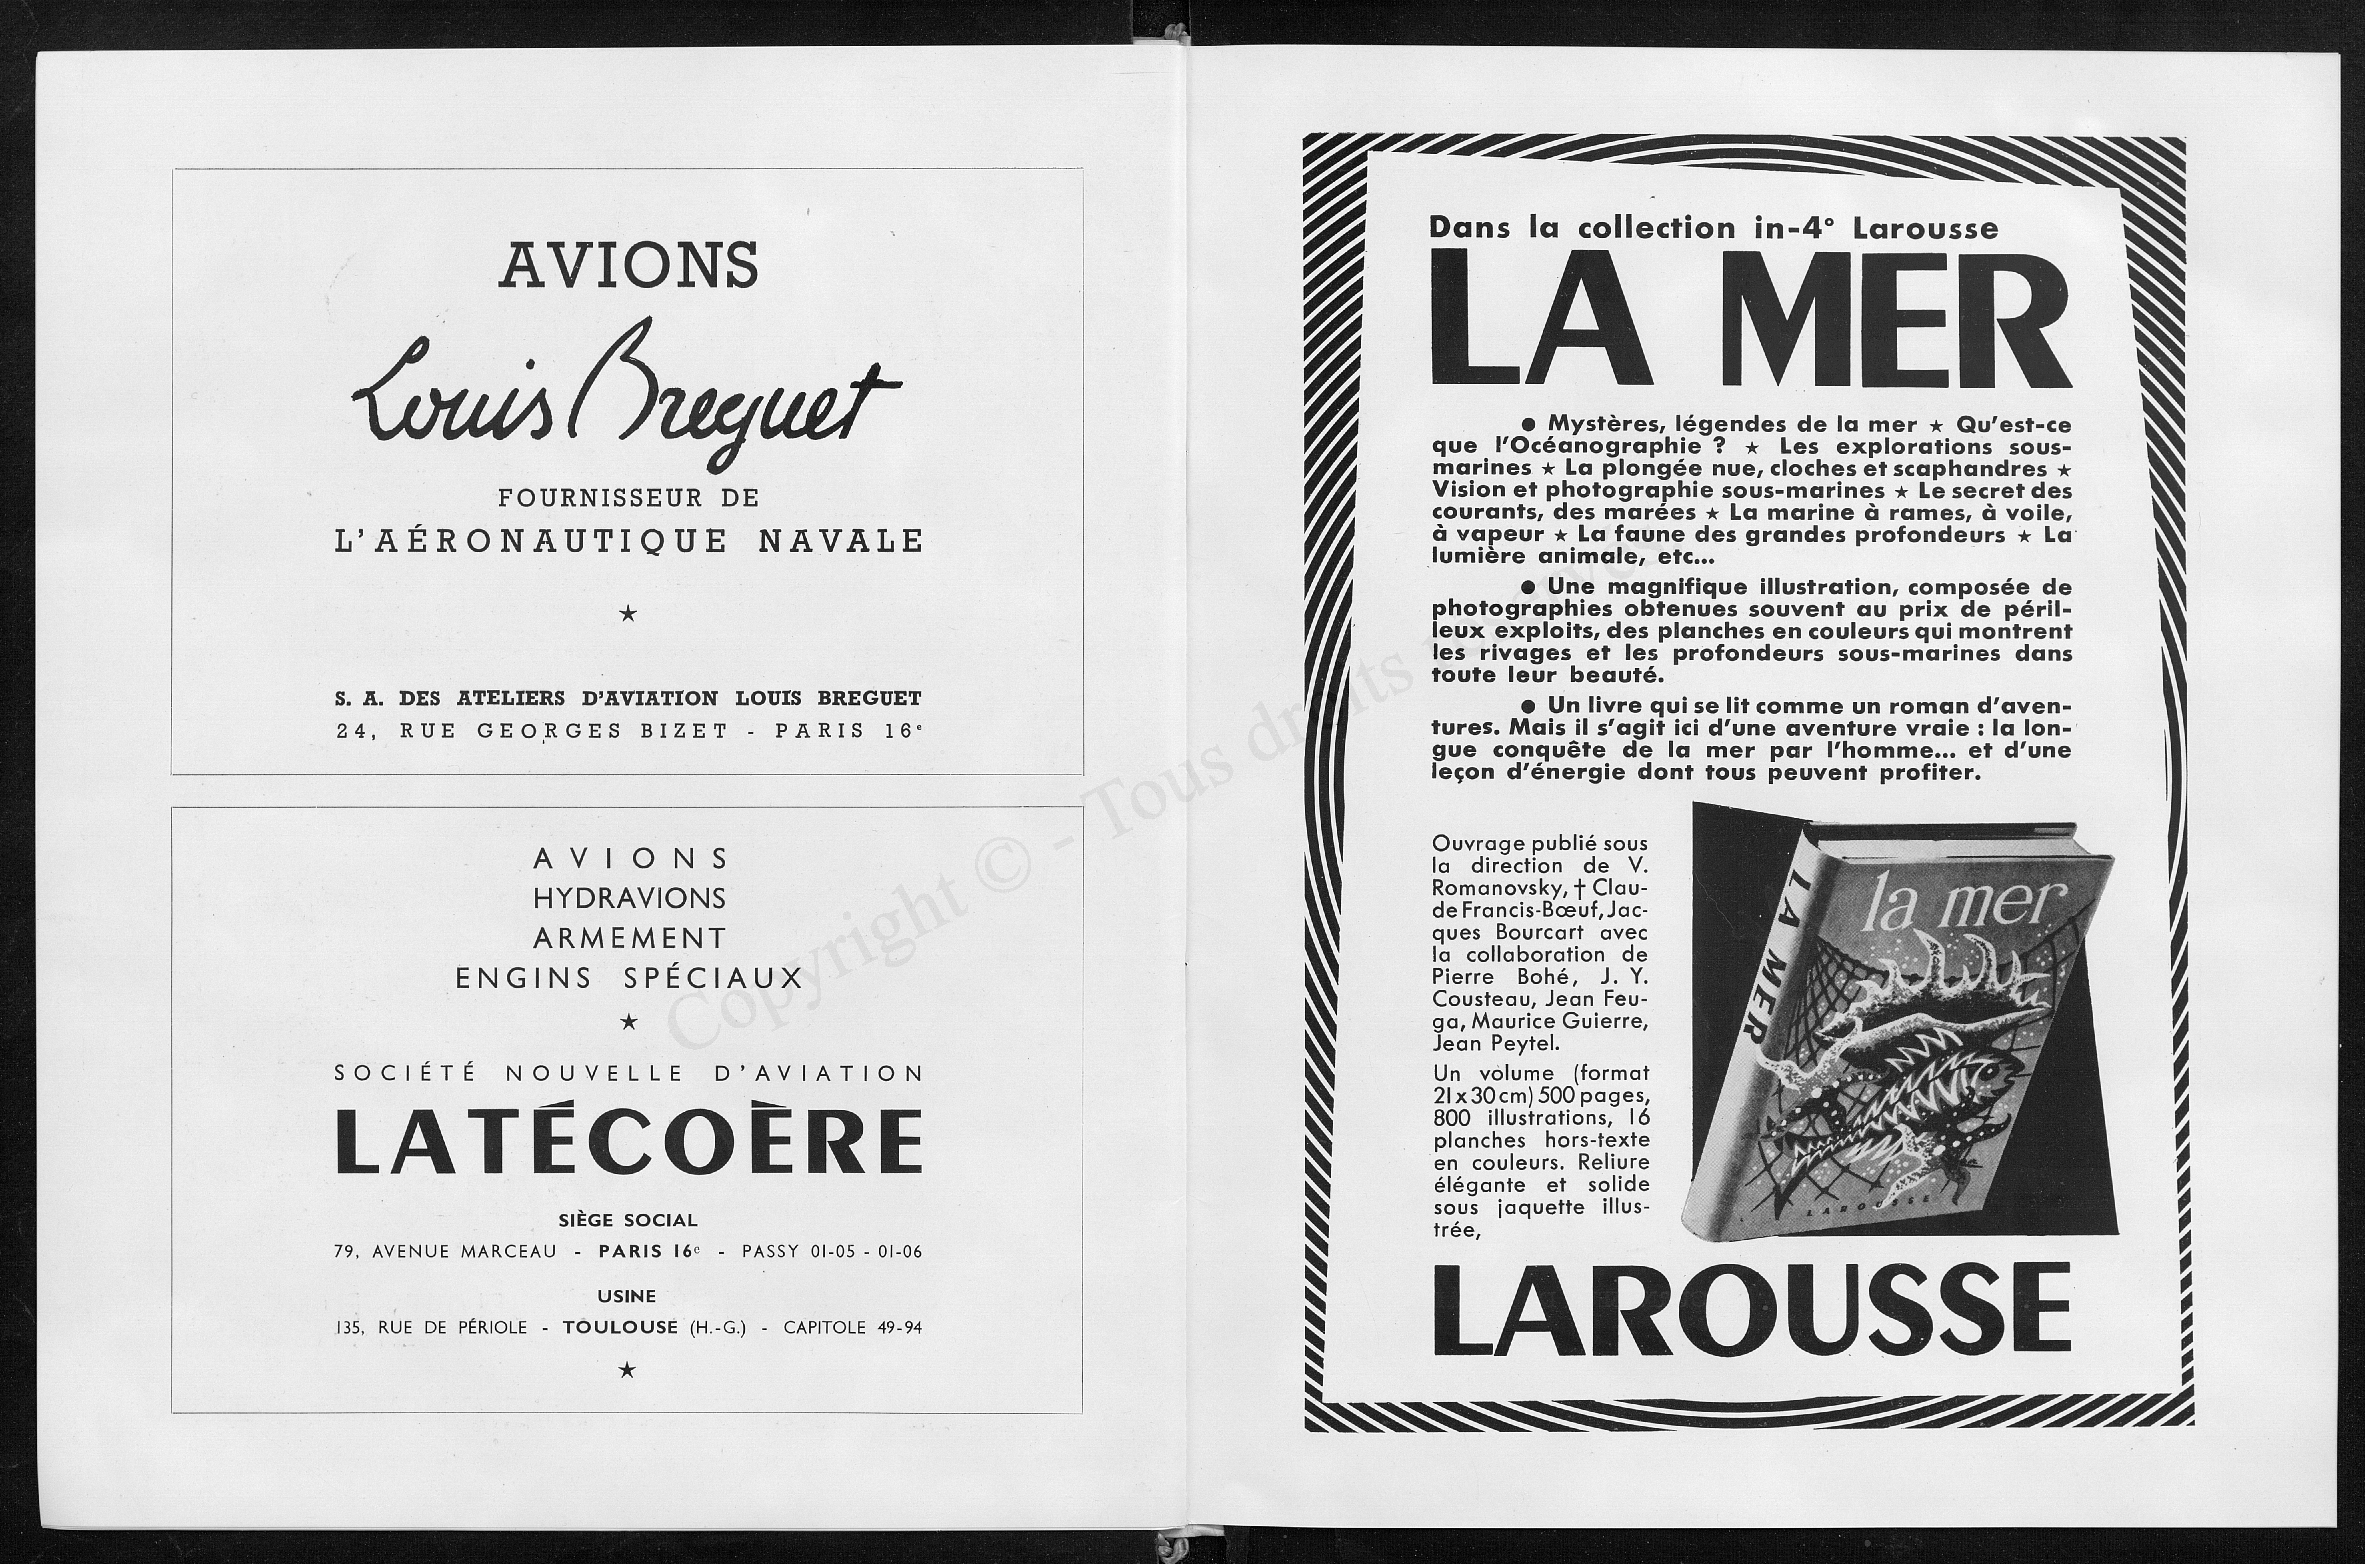 AVIONS
Louis Breguet
FOURNISSEUR DE
L'AÉRONAUTIQUE NAVALE
★
S. A. DES ATELIERS D'AVIATION LOUIS BREGUET
24, RUE GEORGES BIZET - PARIS 16e
AVIONS
HYDRAVIONS
ARMEMENT
ENGINS SPÉCIAUX
★
SOCIÉTÉ NOUVELLE D'AVIATION
LATÉCOÈRE
SIÈGE SOCIAL
79, AVENUE MARCEAU - PARIS 16e - PASSY 01-05 - 01-06
USINE
135, RUE DE PÉRIOLE - TOULOUSE (H.-G.) - CAPITOLE 49-94
★
Dans la collection in-4° Larousse
LA MER
● Mystères, légendes de la mer ★ Qu'est-ce
que l'Océanographie ? ★ Les explorations sous-
marines ★ La plongée nue, cloches et scaphandres ★
Vision et photographie sous-marines ★ Le secret des
courants, des marées ★ La marine à rames, à voile,
à vapeur ★ La faune des grandes profondeurs ★ La
lumière animale, etc...
● Une magnifique illustration, composée de
photographies obtenues souvent au prix de péril-
leux exploits, des planches en couleurs qui montrent
les rivages et les profondeurs sous-marines dans
toute leur beauté.
● Un livre qui se lit comme un roman d'aven-
tures. Mais il s'agit ici d'une aventure vraie : la lon-
gue conquête de la mer par l'homme... et d'une
leçon d'énergie dont tous peuvent profiter.
Ouvrage publié sous
la direction de V.
Romanovsky, † Clau-
de Francis-Bœuf, Jac-
ques Bourcart avec
la collaboration de
Pierre Bohé, J. Y.
Cousteau, Jean Feu-
ga, Maurice Guierre,
Jean Peytel.
Un volume (format
21 x 30 cm) 500 pages,
800 illustrations, 16
planches hors-texte
en couleurs. Reliure
élégante et solide
sous jaquette illus-
trée,
LA MER
la mer
LAROUSSE
LAROUSSE
Copyright © - Tous droits réservés